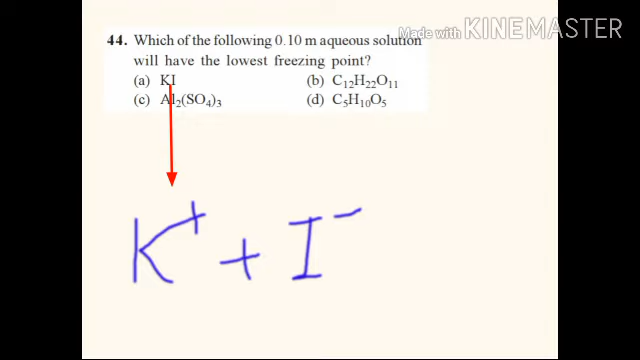 Made with KINEMASTER
44. Which of the following 0.10 m aqueous solution
will have the lowest freezing point?
(a) KI (b) C₁₂H₂₂O₁₁
(c) Al₂(SO₄)₃ (d) C₅H₁₀O₅
K⁺ + I⁻